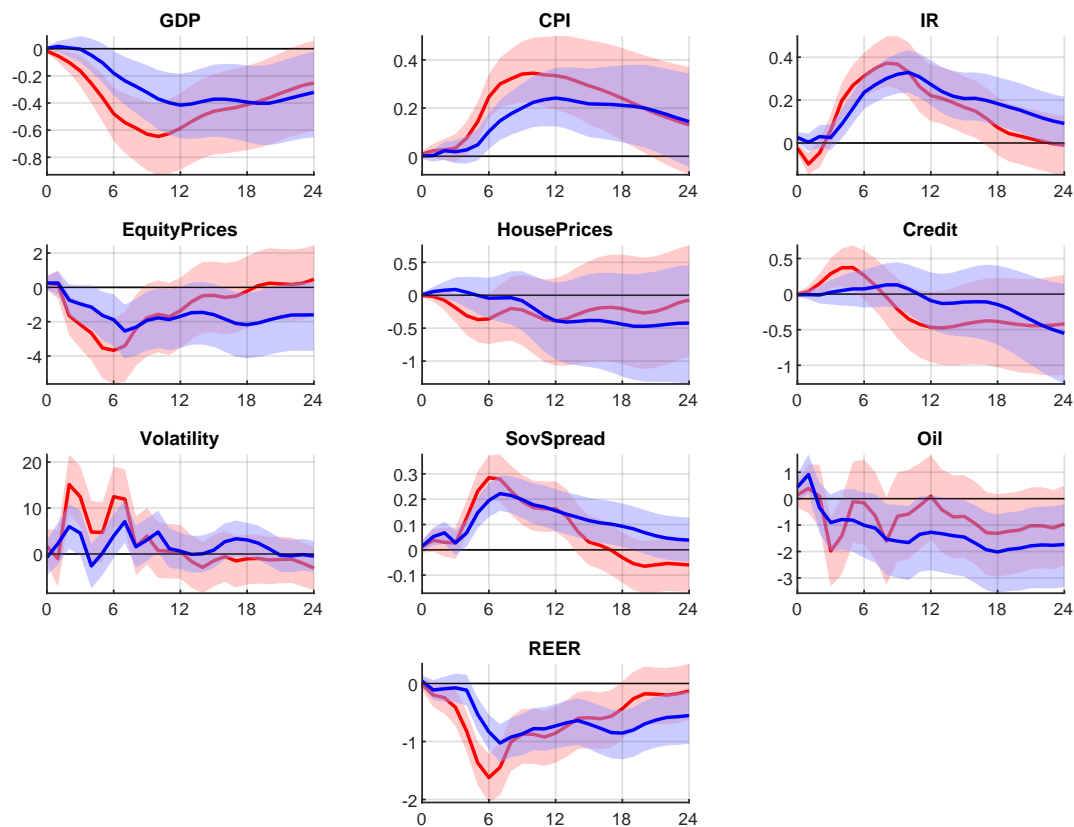 GDP CPI IR
0 0.4 0.4
-0.2
-0.4 0.2 0.2
-0.6
-0.8 0 0
0 6 12 18 24 0 6 12 18 24 0 6 12 18 24
EquityPrices HousePrices Credit
2 0.5 0.5
0 0 0
-2 -0.5 -0.5
-4 -1 -1
0 6 12 18 24 0 6 12 18 24 0 6 12 18 24
Volatility SovSpread Oil
20 0.3 1
0.2 0
10 0.1 -1
0 0 -2
-0.1 -3
0 6 12 18 24 0 6 12 18 24 0 6 12 18 24
REER
0
-1
-2
0 6 12 18 24